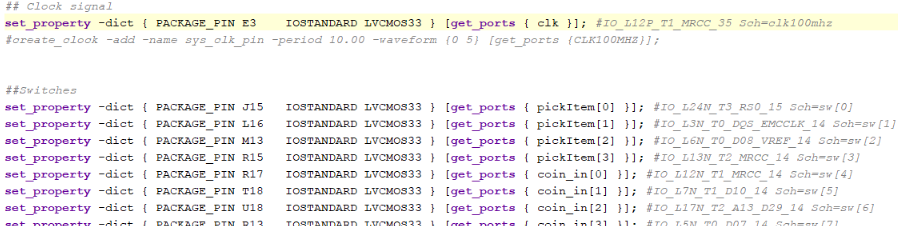 ## Clock signal
set_property -dict { PACKAGE_PIN E3 IOSTANDARD LVCMOS33 } [get_ports { clk }]; #IO_L12P_T1_MRCC_35 Sch=clk100mhz
#create_clock -add -name sys_clk_pin -period 10.00 -waveform {0 5} [get_ports {CLK100MHZ}];
##Switches
set_property -dict { PACKAGE_PIN J15 IOSTANDARD LVCMOS33 } [get_ports { pickItem[0] }]; #IO_L24N_T3_RS0_15 Sch=sw[0]
set_property -dict { PACKAGE_PIN L16 IOSTANDARD LVCMOS33 } [get_ports { pickItem[1] }]; #IO_L3N_T0_DQS_EMCCLK_14 Sch=sw[1]
set_property -dict { PACKAGE_PIN M13 IOSTANDARD LVCMOS33 } [get_ports { pickItem[2] }]; #IO_L6N_T0_D08_VREF_14 Sch=sw[2]
set_property -dict { PACKAGE_PIN R15 IOSTANDARD LVCMOS33 } [get_ports { pickItem[3] }]; #IO_L13N_T2_MRCC_14 Sch=sw[3]
set_property -dict { PACKAGE_PIN R17 IOSTANDARD LVCMOS33 } [get_ports { coin_in[0] }]; #IO_L12N_T1_MRCC_14 Sch=sw[4]
set_property -dict { PACKAGE_PIN T18 IOSTANDARD LVCMOS33 } [get_ports { coin_in[1] }]; #IO_L7N_T1_D10_14 Sch=sw[5]
set_property -dict { PACKAGE_PIN U18 IOSTANDARD LVCMOS33 } [get_ports { coin_in[2] }]; #IO_L17N_T2_A13_D29_14 Sch=sw[6]
set_property -dict { PACKAGE_PIN R13 IOSTANDARD LVCMOS33 } [get_ports { coin_in[3] }]; #IO_L5N_T0_D07_14 Sch=sw[7]